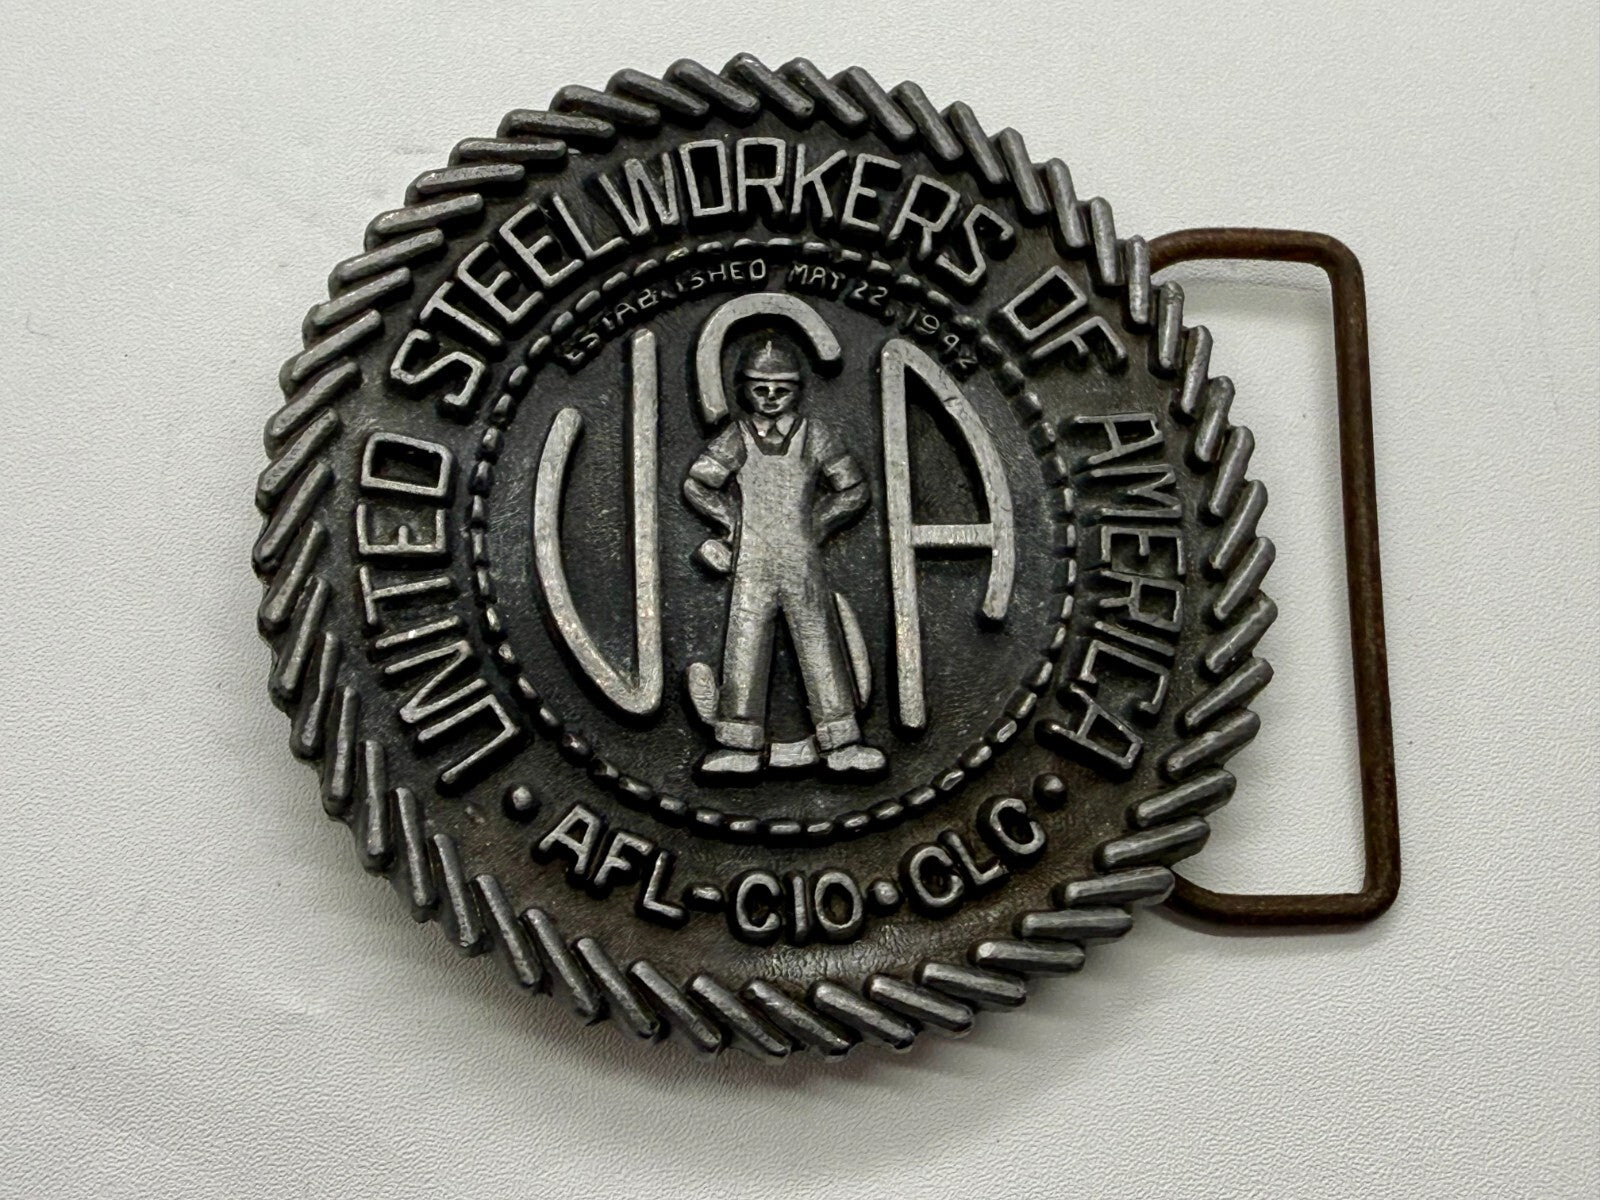 UNITED STEELWORKERS OF AMERICA
ESTABLISHED MAY 22, 1942
USA
• AFL-CIO • CLC •